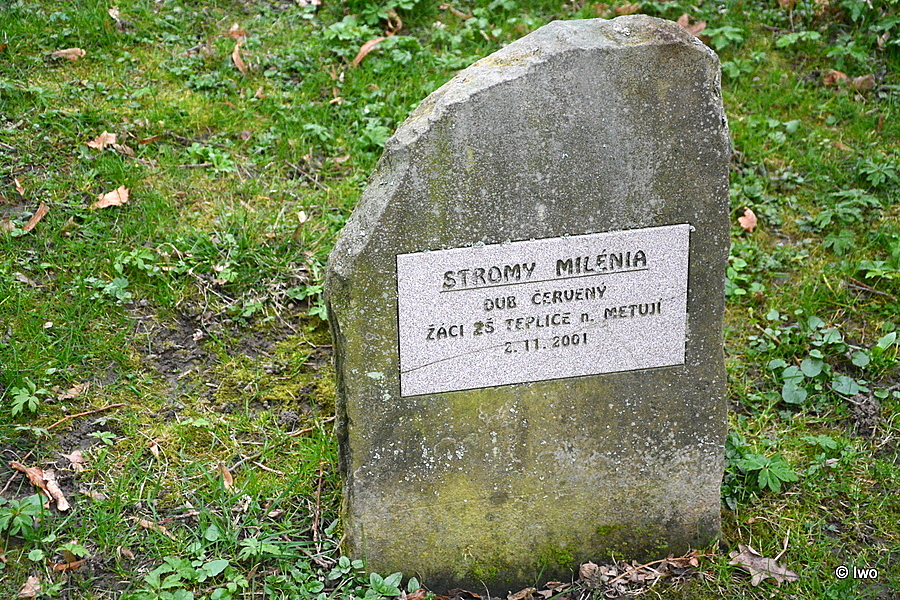 STROMY MILÉNIA
DUB ČERVENÝ
ŽÁCI ZŠ TEPLICE n. METUJÍ
2. 11. 2001
© Iwo